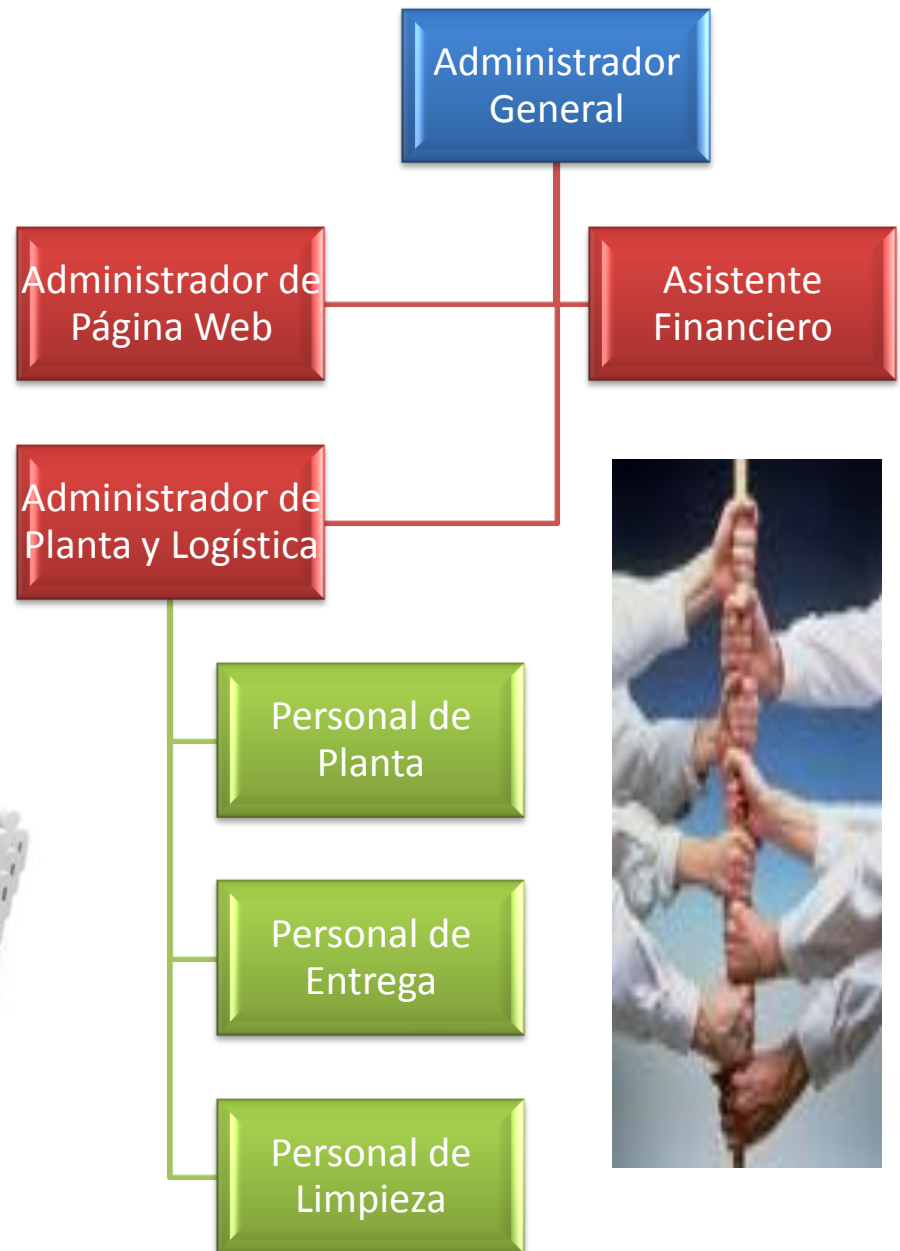 Administrador
General
Administrador de
Página Web
Asistente
Financiero
Administrador de
Planta y Logística
Personal de
Planta
Personal de
Entrega
Personal de
Limpieza